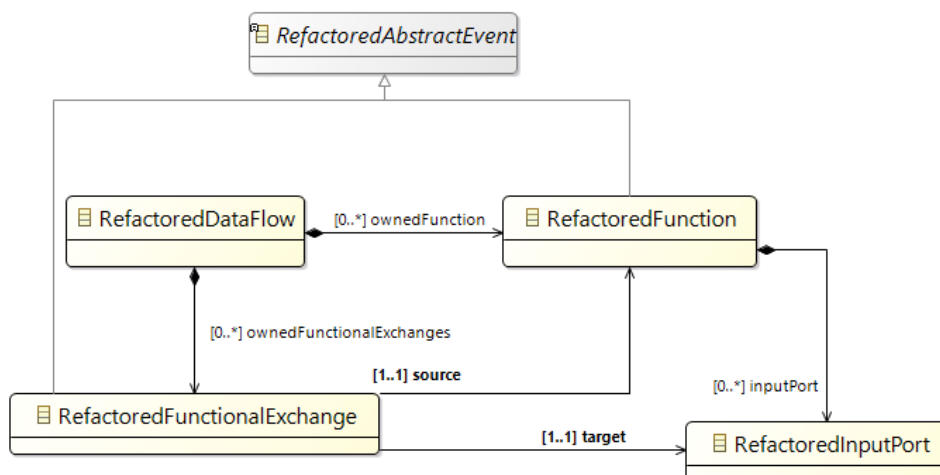 RefactoredAbstractEvent
RefactoredDataFlow
[0..*] ownedFunction
RefactoredFunction
[0..*] ownedFunctionalExchanges
[1..1] source
[0..*] inputPort
RefactoredFunctionalExchange
[1..1] target
RefactoredInputPort